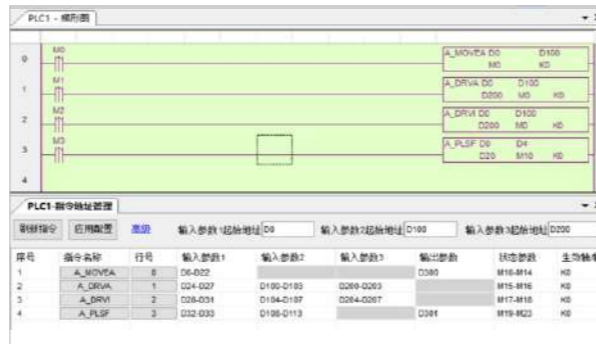 PLC1 - 梯形图
0 M0 A_MOVEA D0 D100
M0 K0
1 M1 A_DRVA D0 D100
D200 M0 K0
2 M2 A_DRVI D0 D100
D200 M0 K0
3 M3 A_PLSF D0 D4
D20 M10 K0
4
PLC1-指令地址管理
刷新指令 应用配置 高级 输入参数1起始地址 D0 输入参数2起始地址 D100 输入参数3起始地址 D200
序号 指令名称 行号 输入参数1 输入参数2 输入参数3 输出参数 状态参数 生效轴
1 A_MOVEA 0 D0-D22 D300 M10-M14 K0
2 A_DRVA 1 D24-D27 D100-D103 D200-D203 M15-M16 K0
3 A_DRVI 2 D28-D31 D104-D107 D204-D207 M17-M18 K0
4 A_PLSF 3 D32-D33 D108-D113 D301 M19-M23 K0